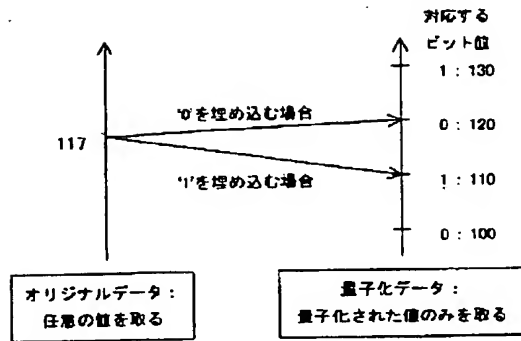 対応する
ビット値
1 : 130
'0'を埋め込む場合
0 : 120
117
'1'を埋め込む場合
1 : 110
0 : 100
オリジナルデータ：
任意の値を取る
量子化データ：
量子化された値のみを取る